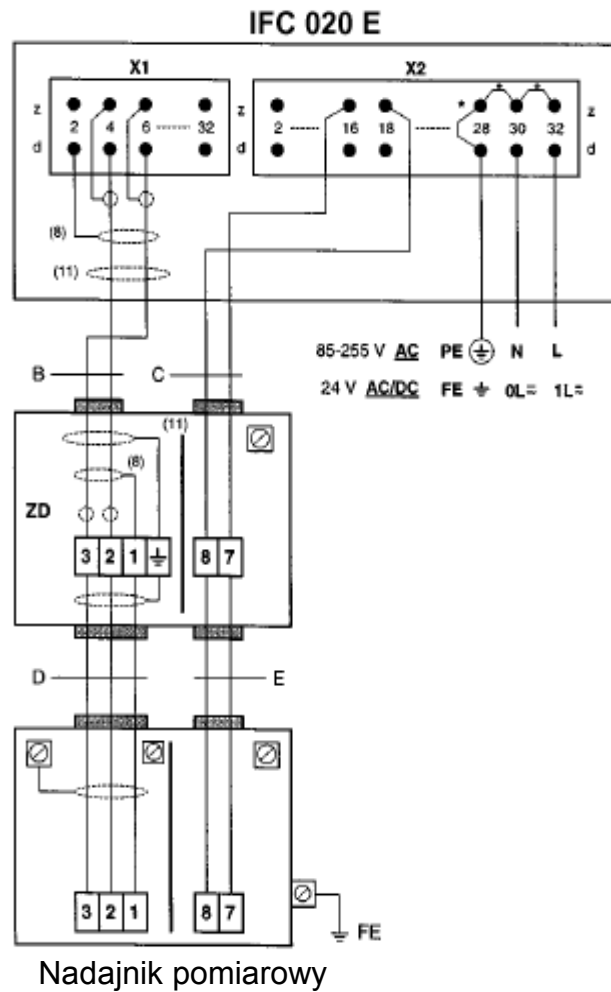 IFC 020 E
X1 X2
z z z
2 4 6 ........ 32 2 ........ 16 18 ........ * 28 + 30 + 32
d d d
(8)
(11)
85-255 V AC PE N L
24 V AC/DC FE 0L≂ 1L≂
B C
(11)
(8)
ZD
3 2 1 8 7
D E
3 2 1 8 7
FE
Nadajnik pomiarowy